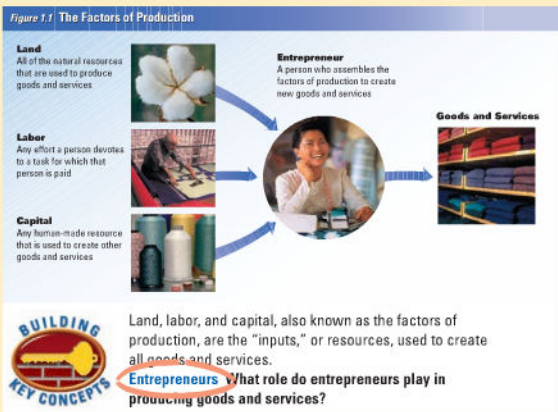 Figure 1.1 The Factors of Production
Land
All of the natural resources
that are used to produce
goods and services
Labor
Any effort a person devotes
to a task for which that
person is paid
Capital
Any human-made resource
that is used to create other
goods and services
Entrepreneur
A person who assembles the
factors of production to create
new goods and services
Goods and Services
BUILDING
KEY CONCEPTS
Land, labor, and capital, also known as the factors of
production, are the “inputs,” or resources, used to create
all goods and services.
Entrepreneurs What role do entrepreneurs play in
producing goods and services?